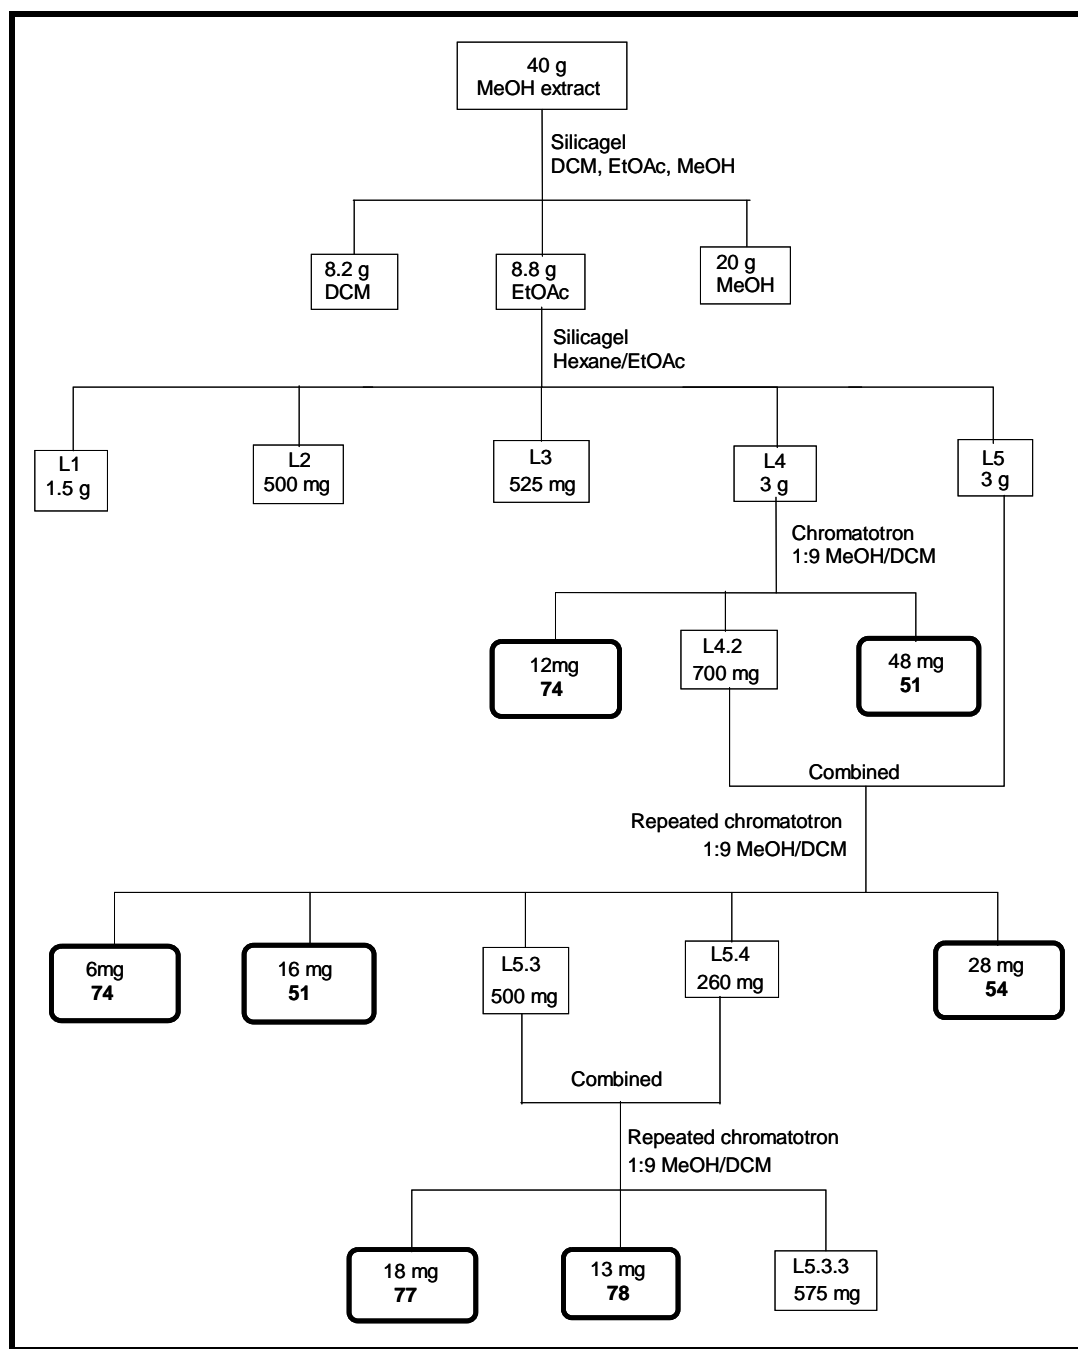 40 g
MeOH extract
Silicagel
DCM, EtOAc, MeOH
8.2 g
DCM
8.8 g
EtOAc
20 g
MeOH
Silicagel
Hexane/EtOAc
L1
1.5 g
L2
500 mg
L3
525 mg
L4
3 g
L5
3 g
Chromatotron
1:9 MeOH/DCM
12mg
74
L4.2
700 mg
48 mg
51
Combined
Repeated chromatotron
1:9 MeOH/DCM
6mg
74
16 mg
51
L5.3
500 mg
L5.4
260 mg
28 mg
54
Combined
Repeated chromatotron
1:9 MeOH/DCM
18 mg
77
13 mg
78
L5.3.3
575 mg